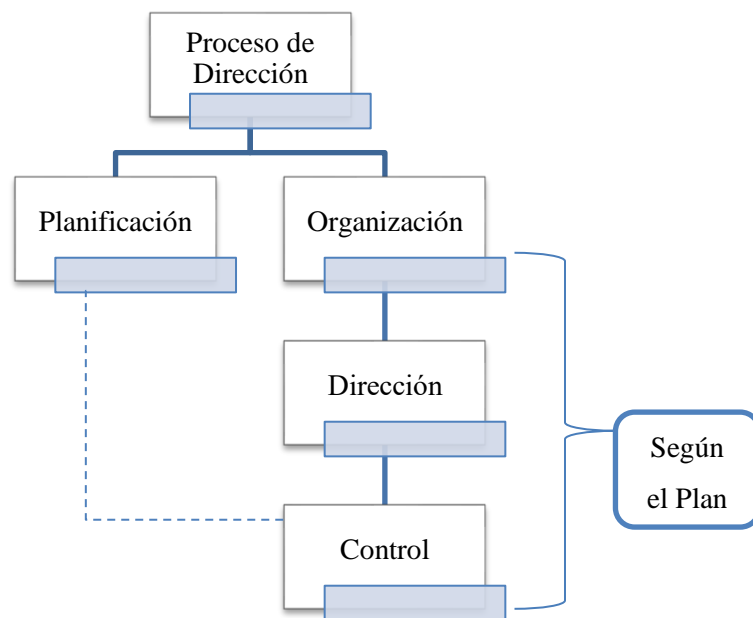 Proceso de
Dirección
Planificación
Organización
Dirección
Según
el Plan
Control